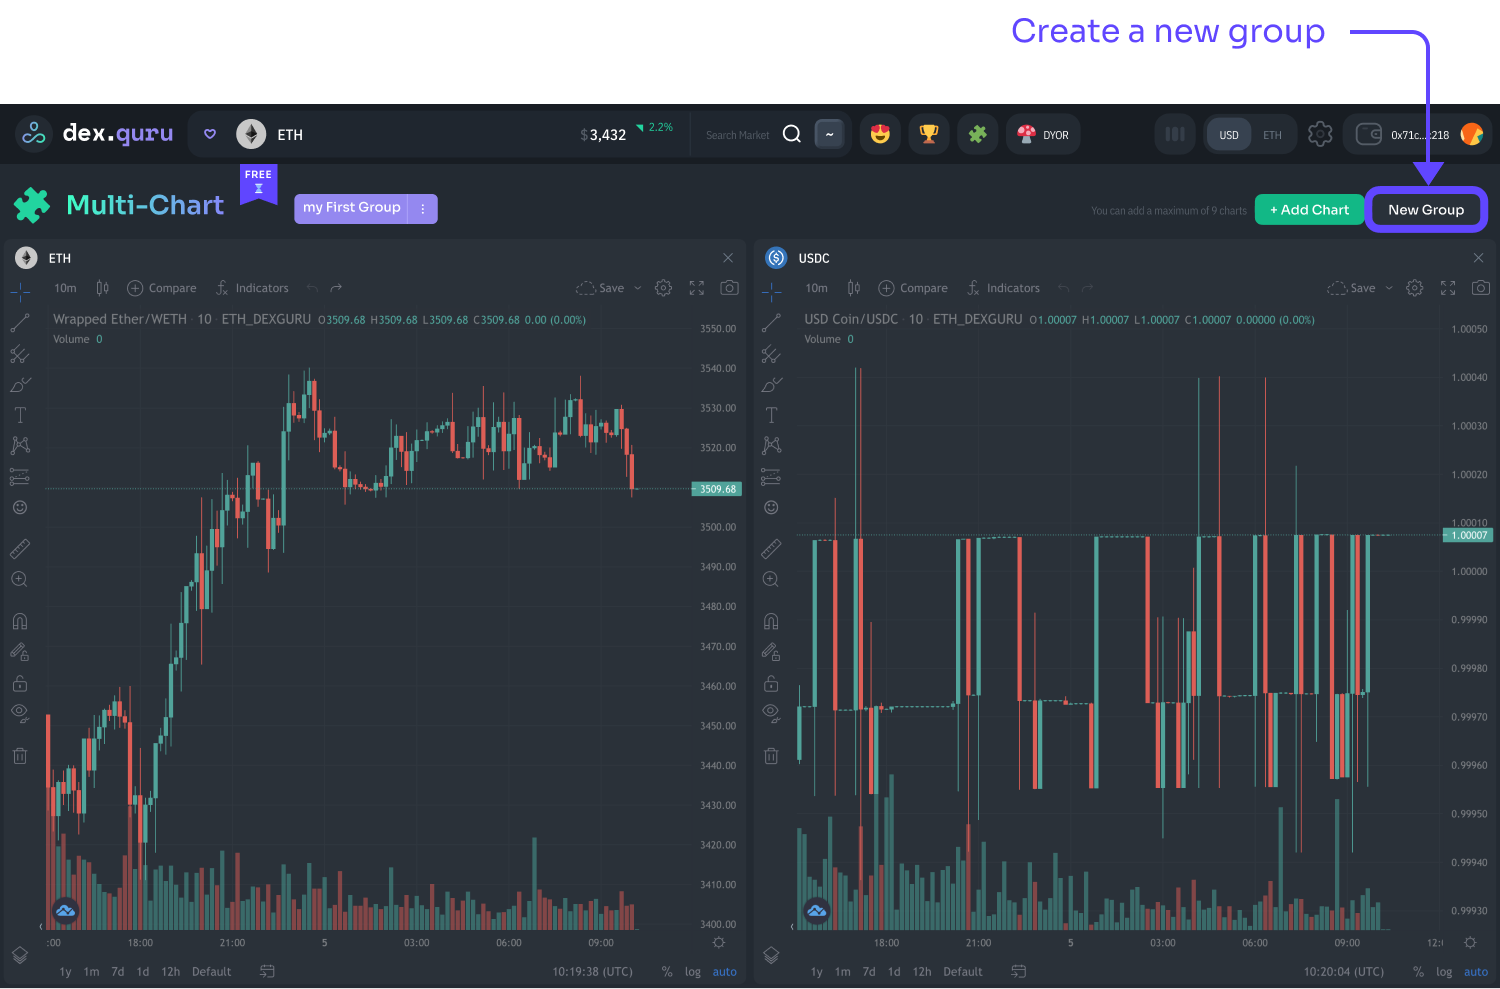 Create a new group
dex.guru
ETH
$3,432
2.2%
Search Market
~
DYOR
USD
ETH
0x71c...:218
FREE
Multi-Chart
my First Group
You can add a maximum of 9 charts
+ Add Chart
New Group
ETH
10m
Compare
Indicators
Save
Wrapped Ether/WETH · 10 · ETH_DEXGURU O3509.68 H3509.68 L3509.68 C3509.68 0.00 (0.00%)
Volume 0
3550.00
3540.00
3530.00
3520.00
3509.68
3500.00
3490.00
3480.00
3470.00
3460.00
3450.00
3440.00
3430.00
3420.00
3410.00
3400.00
:00 18:00 21:00 5 03:00 06:00 09:00
1y 1m 7d 1d 12h Default
10:19:38 (UTC) % log auto
USDC
10m
Compare
Indicators
Save
USD Coin/USDC · 10 · ETH_DEXGURU O1.00007 H1.00007 L1.00007 C1.00007 0.00000 (0.00%)
Volume 0
1.00050
1.00040
1.00030
1.00020
1.00010
1.00007
1.00000
0.99990
0.99980
0.99970
0.99960
0.99950
0.99940
0.99930
18:00 21:00 5 03:00 06:00 09:00 12:
1y 1m 7d 1d 12h Default
10:20:04 (UTC) % log auto